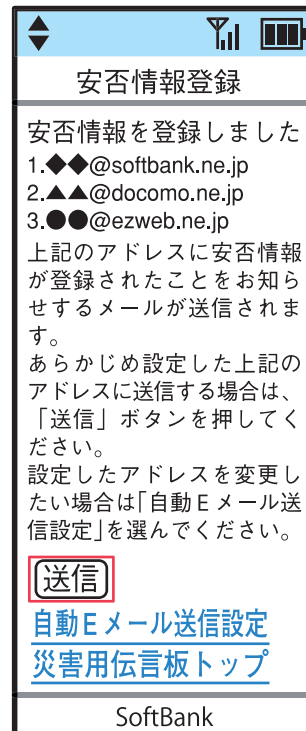 安否情報登録
安否情報を登録しました
1.◆◆@softbank.ne.jp
2.▲▲@docomo.ne.jp
3.●●@ezweb.ne.jp
上記のアドレスに安否情報
が登録されたことをお知ら
せするメールが送信されま
す。
あらかじめ設定した上記の
アドレスに送信する場合は、
「送信」ボタンを押してく
ださい。
設定したアドレスを変更し
たい場合は「自動Eメール送
信設定」を選んでください。
送信
自動Eメール送信設定
災害用伝言板トップ
SoftBank